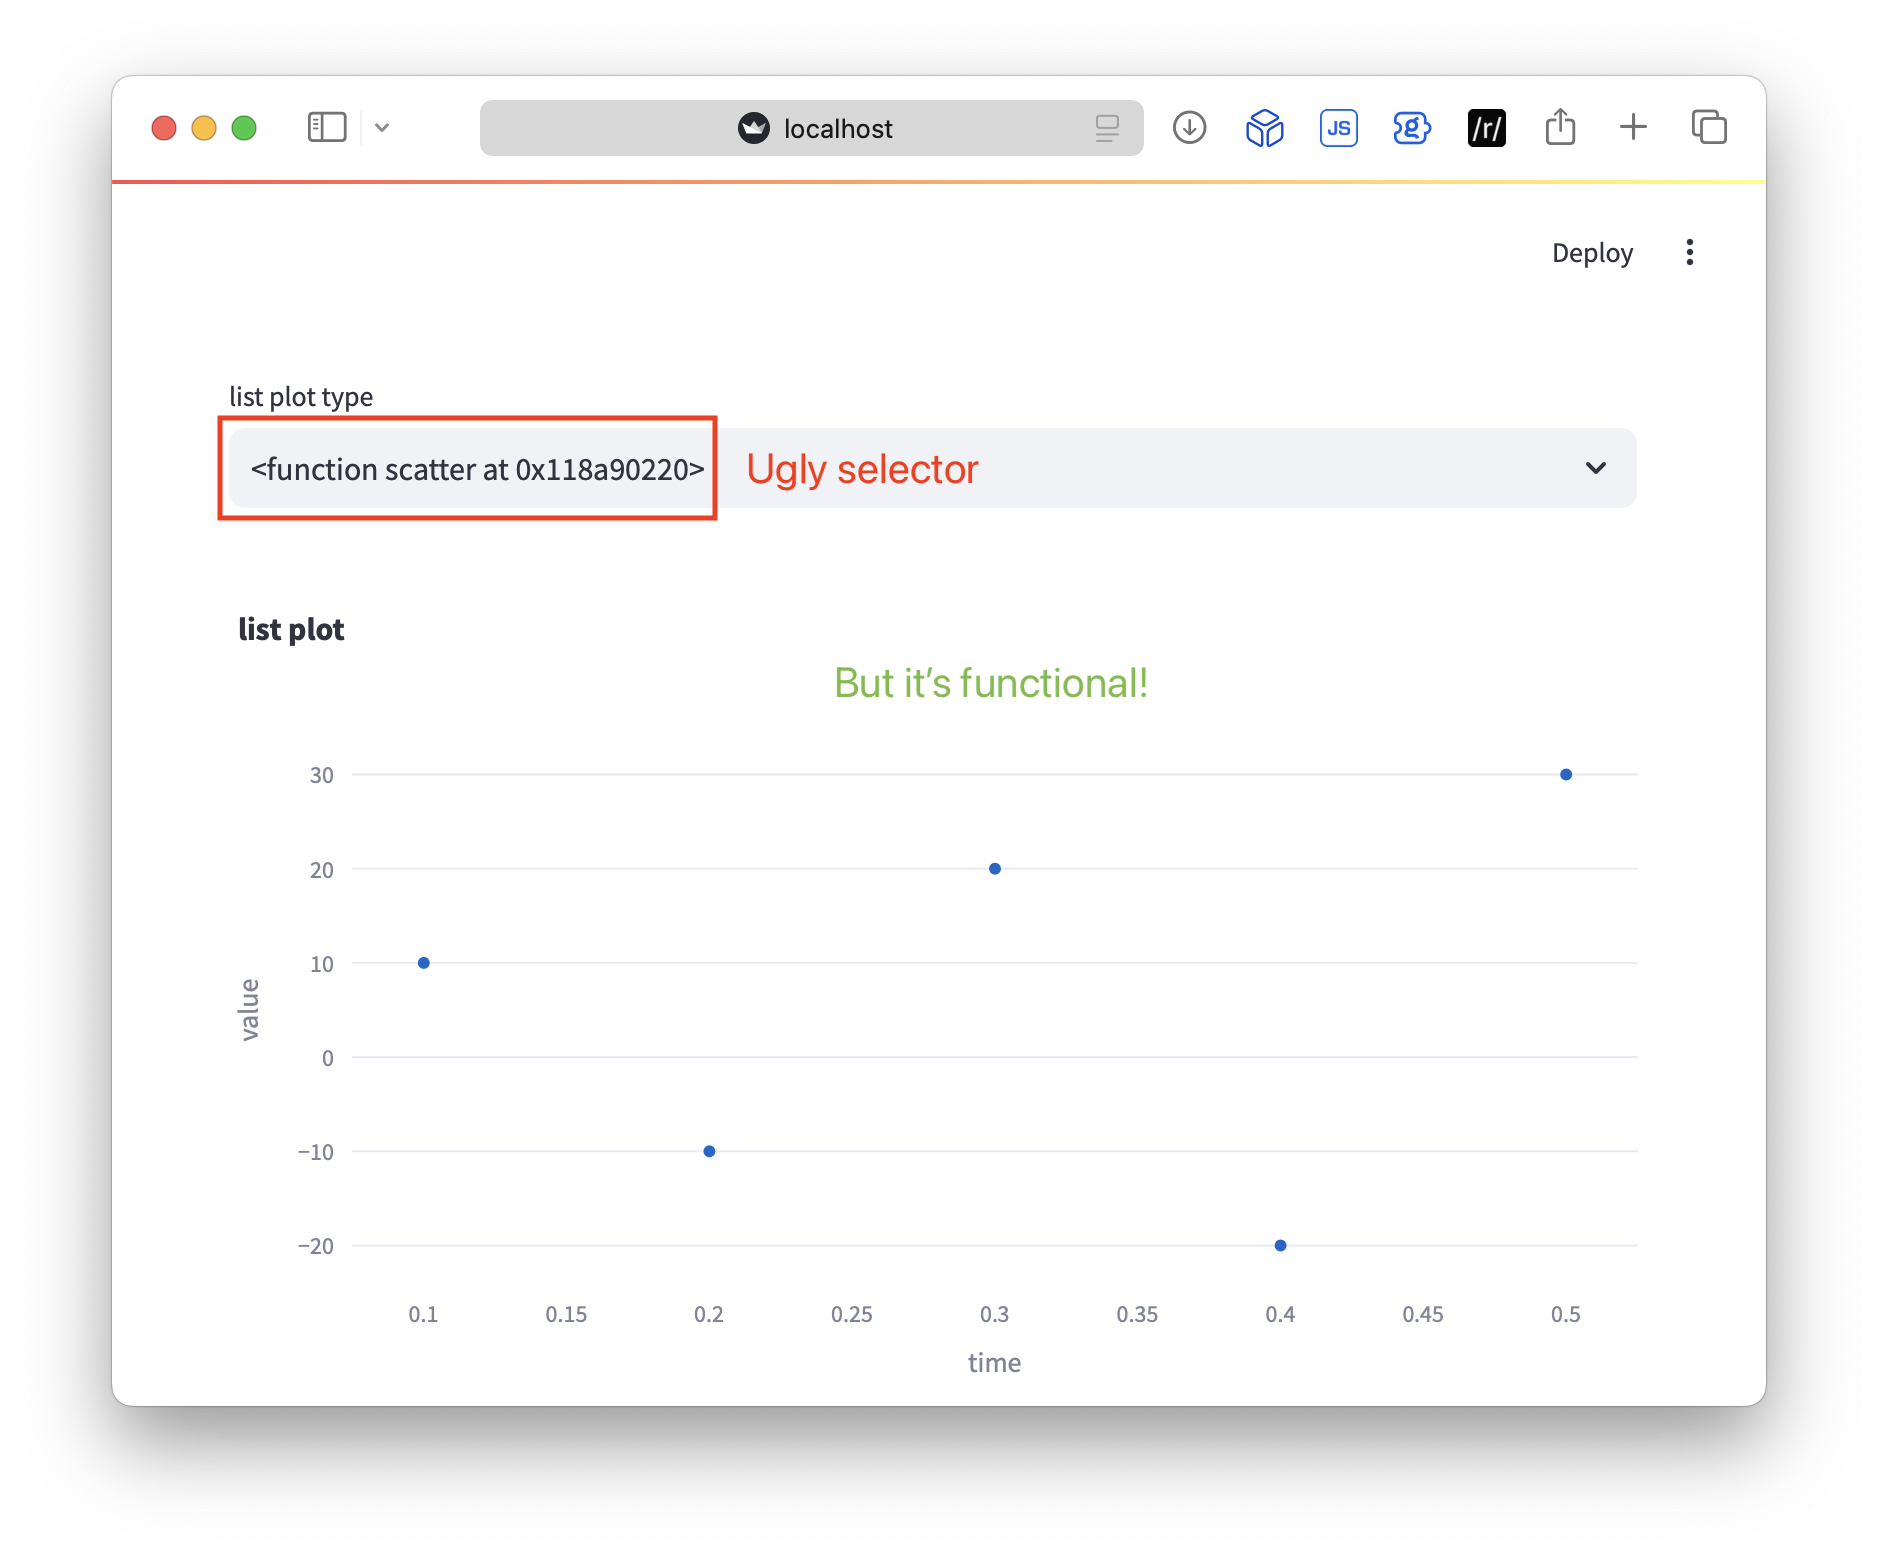 localhost
JS
g
/r/
Deploy
list plot type
<function scatter at 0x118a90220>
Ugly selector
list plot
But it’s functional!
30
20
10
0
−10
−20
value
0.1 0.15 0.2 0.25 0.3 0.35 0.4 0.45 0.5
time